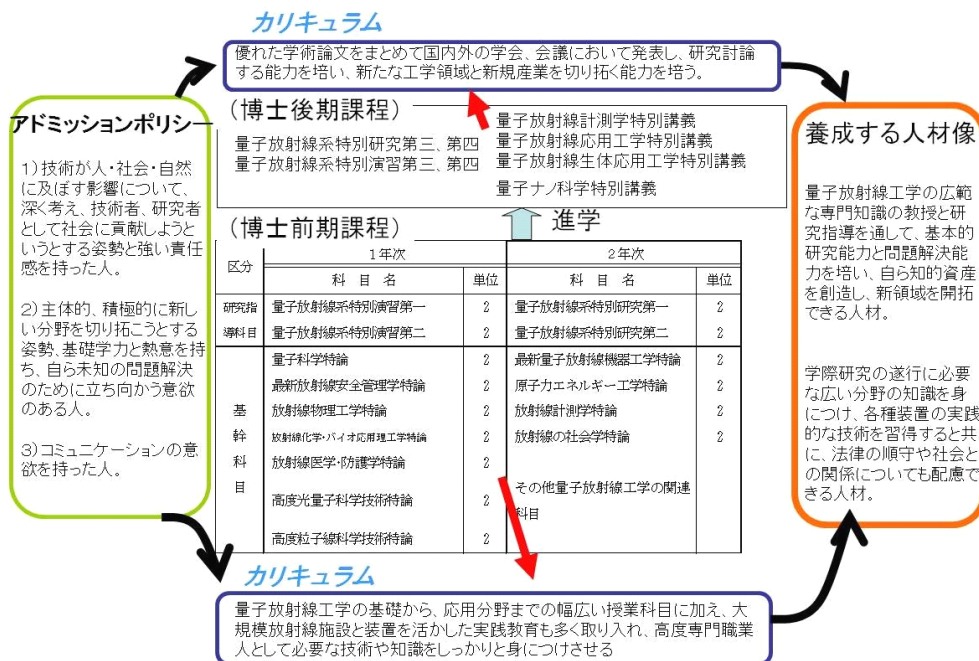 カリキュラム
優れた学術論文をまとめて国内外の学会、会議において発表し、研究討論
する能力を培い、新たな工学領域と新規産業を切り拓く能力を培う。
アドミッションポリシー
1)技術が人・社会・自然
に及ぼす影響について、
深く考え、技術者、研究者
として社会に貢献しようと
いうとする姿勢と強い責任
感を持った人。
2)主体的、積極的に新し
い分野を切り拓こうとする
姿勢、基礎学力と熱意を持
ち、自ら未知の問題解決
のために立ち向かう意欲
のある人。
3)コミュニケーションの意
欲を持った人。
(博士後期課程)
量子放射線系特別研究第三、第四
量子放射線系特別演習第三、第四
量子放射線計測学特別講義
量子放射線応用工学特別講義
量子放射線生体応用工学特別講義
量子ナノ科学特別講義
進学
(博士前期課程)
区分 1年次 2年次
科 目 名 単位 科 目 名 単位
研究指 量子放射線系特別演習第一 2 量子放射線系特別研究第一 2
導科目 量子放射線系特別演習第二 2 量子放射線系特別研究第二 2
量子科学特論 2 最新量子放射線機器工学特論 2
最新放射線安全管理学特論 2 原子力エネルギー工学特論 2
基 放射線物理工学特論 2 放射線計測学特論 2
幹 放射線化学・バイオ応用理工学特論 2 放射線の社会学特論 2
科 放射線医学・防護学特論 2
目 高度光量子科学技術特論 2 その他量子放射線工学の関連
科目
高度粒子線科学技術特論 2
養成する人材像
量子放射線工学の広範
な専門知識の教授と研
究指導を通して、基本的
研究能力と問題解決能
力を培い、自ら知的資産
を創造し、新領域を開拓
できる人材。
学際研究の遂行に必要
な広い分野の知識を身
につけ、各種装置の実践
的な技術を習得すると共
に、法律の順守や社会と
の関係についても配慮で
きる人材。
カリキュラム
量子放射線工学の基礎から、応用分野までの幅広い授業科目に加え、大
規模放射線施設と装置を活かした実践教育も多く取り入れ、高度専門職業
人として必要な技術や知識をしっかりと身につけさせる